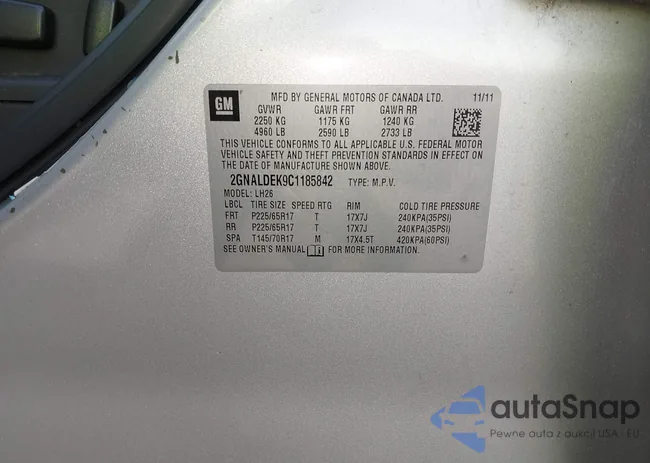 GM
MFD BY GENERAL MOTORS OF CANADA LTD. 11/11
GVWR GAWR FRT GAWR RR
2250 KG 1175 KG 1240 KG
4960 LB 2590 LB 2733 LB
THIS VEHICLE CONFORMS TO ALL APPLICABLE U.S. FEDERAL MOTOR
VEHICLE SAFETY AND THEFT PREVENTION STANDARDS IN EFFECT ON
THE DATE OF MANUFACTURE SHOWN ABOVE.
2GNALDEK9C1185842 TYPE: M.P.V.
MODEL: LH26
LBCL TIRE SIZE SPEED RTG RIM COLD TIRE PRESSURE
FRT P225/65R17 T 17X7J 240KPA(35PSI)
RR P225/65R17 T 17X7J 240KPA(35PSI)
SPA T145/70R17 M 17X4.5T 420KPA(60PSI)
SEE OWNER'S MANUAL FOR MORE INFORMATION.
autoSnap
Pewne auta z aukcji USA i EU